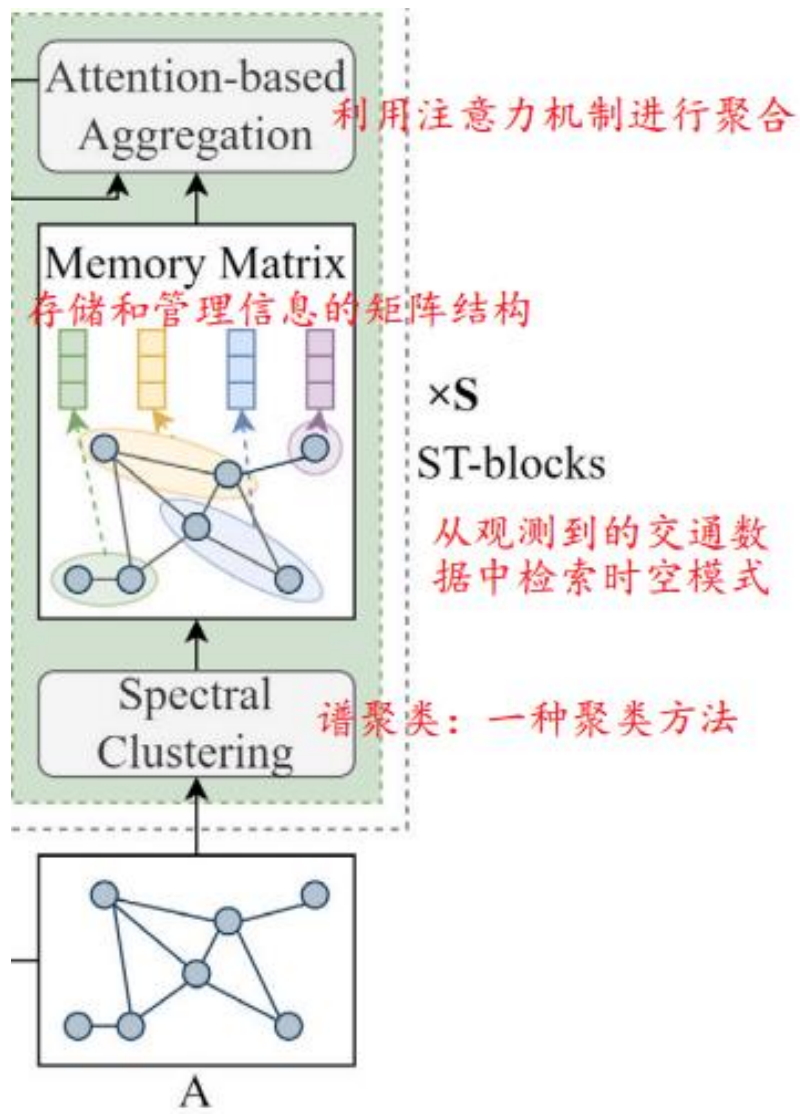 Attention-based
Aggregation
利用注意力机制进行聚合
Memory Matrix
存储和管理信息的矩阵结构
×S
ST-blocks
从观测到的交通数
据中检索时空模式
Spectral
Clustering
谱聚类：一种聚类方法
A